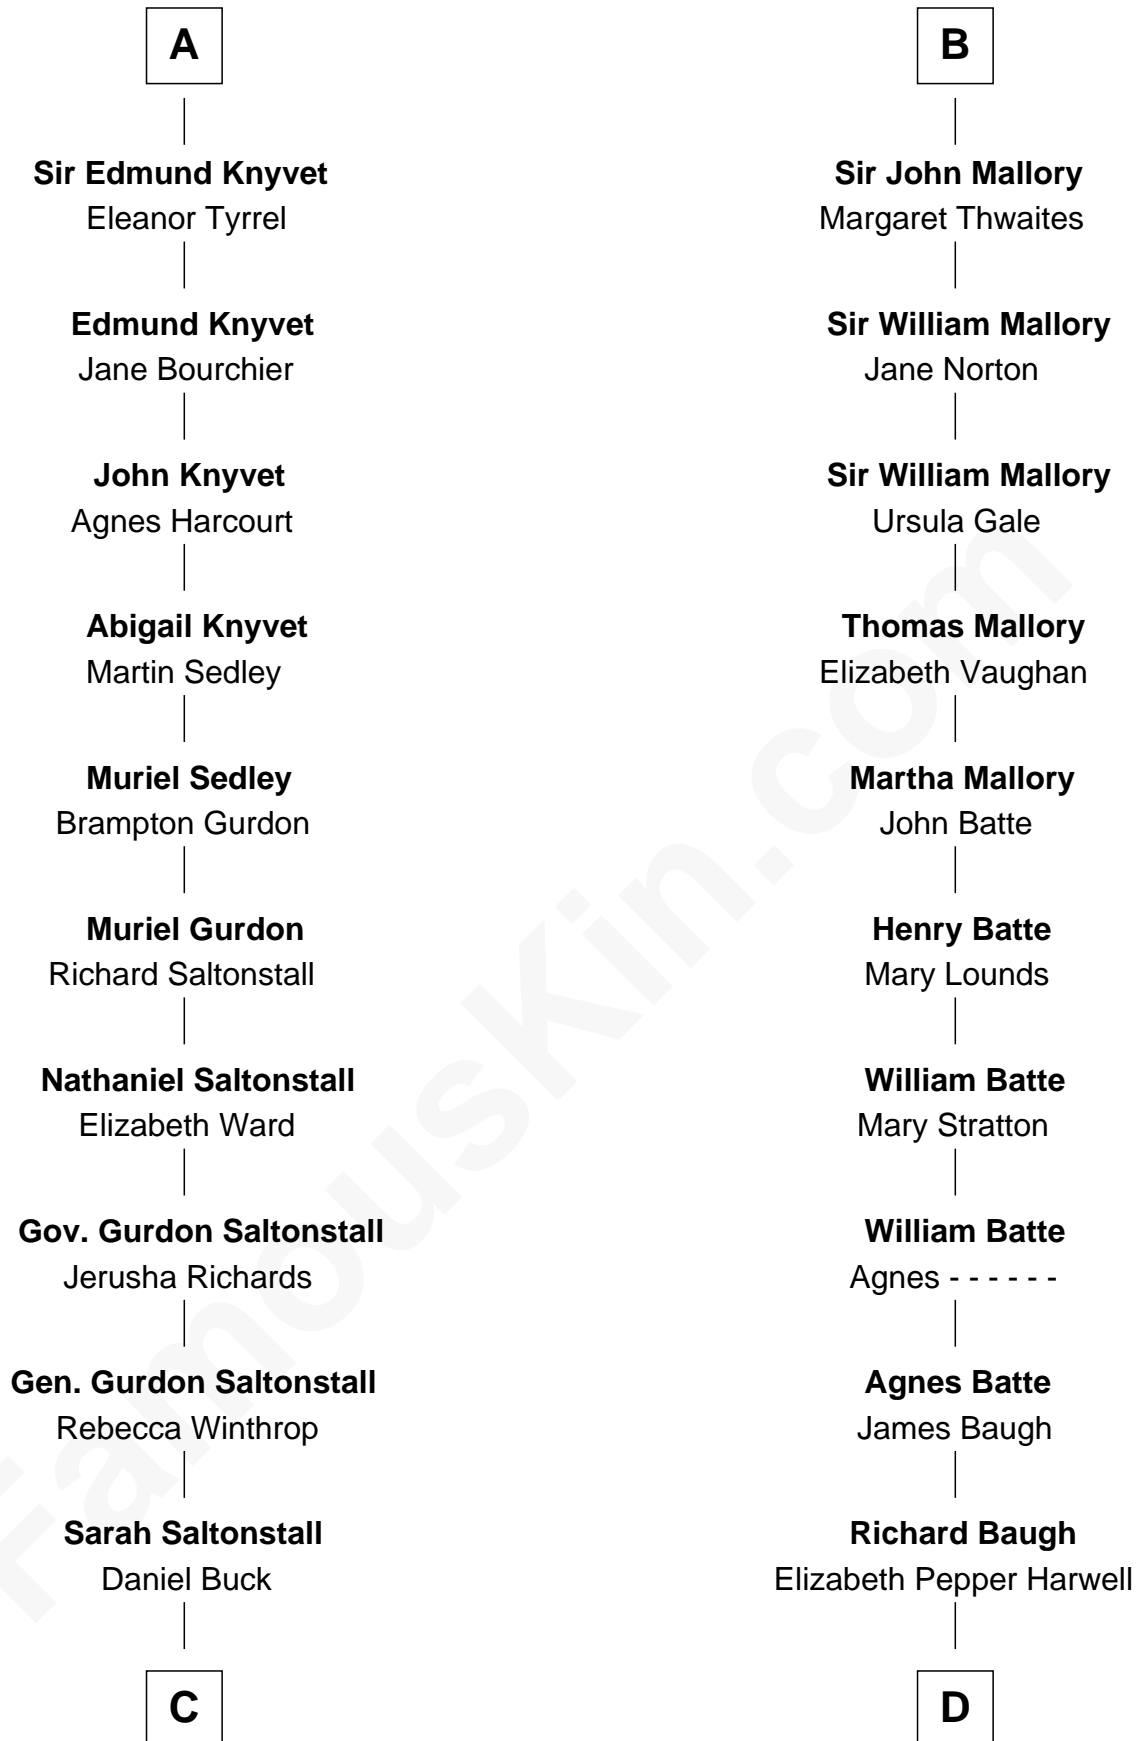 A
Sir Edmund Knyvet
Eleanor Tyrrel
Edmund Knyvet
Jane Bourchier
John Knyvet
Agnes Harcourt
Abigail Knyvet
Martin Sedley
Muriel Sedley
Brampton Gurdon
Muriel Gurdon
Richard Saltonstall
Nathaniel Saltonstall
Elizabeth Ward
Gov. Gurdon Saltonstall
Jerusha Richards
Gen. Gurdon Saltonstall
Rebecca Winthrop
Sarah Saltonstall
Daniel Buck
C
B
Sir John Mallory
Margaret Thwaites
Sir William Mallory
Jane Norton
Sir William Mallory
Ursula Gale
Thomas Mallory
Elizabeth Vaughan
Martha Mallory
John Batte
Henry Batte
Mary Lounds
William Batte
Mary Stratton
William Batte
Agnes - - - - - -
Agnes Batte
James Baugh
Richard Baugh
Elizabeth Pepper Harwell
D
FamousKin.com